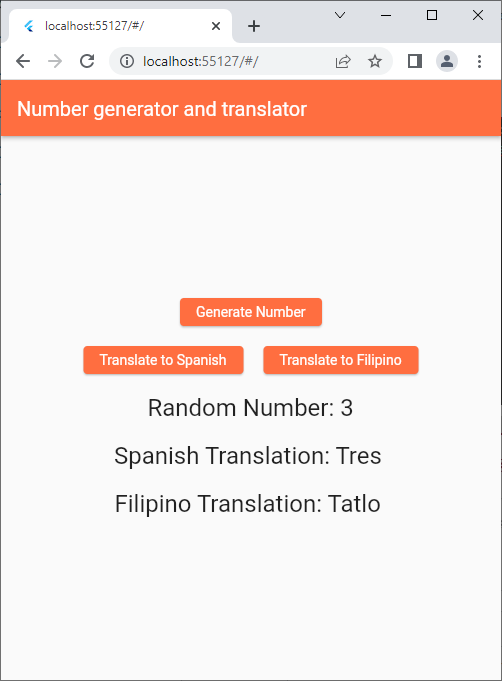 localhost:55127/#/
localhost:55127/#/
Number generator and translator
Generate Number
Translate to Spanish
Translate to Filipino
Random Number: 3
Spanish Translation: Tres
Filipino Translation: Tatlo